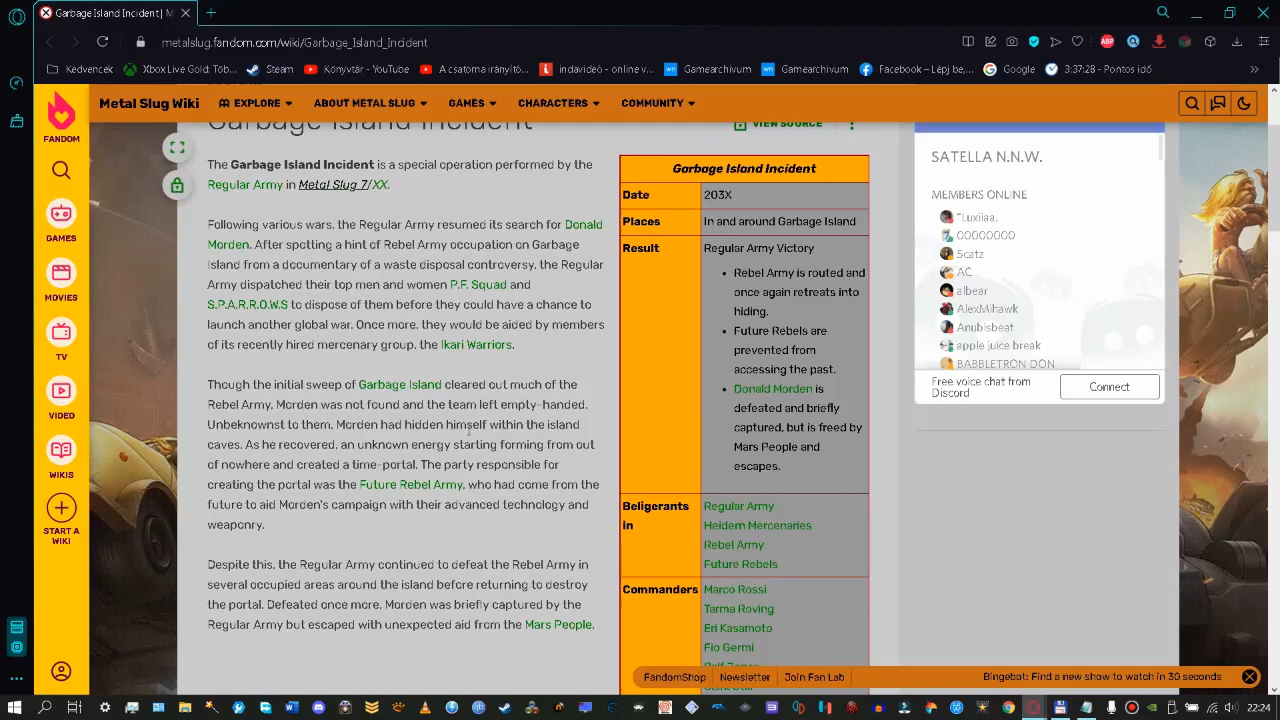 Garbage Island Incident | M
metalslug.fandom.com/wiki/Garbage_Island_Incident
Kedvencek
Xbox Live Gold: Töb...
Steam
Könyvtár - YouTube
A csatorna irányító...
indavideó - online v...
Gamearchivum
Gamearchivum
Facebook – Lépj be,...
Google
3:37:28 - Pontos idő
FANDOM
GAMES
MOVIES
TV
VIDEO
WIKIS
START A
WIKI
Metal Slug Wiki
EXPLORE
ABOUT METAL SLUG
GAMES
CHARACTERS
COMMUNITY
Garbage Island Incident
VIEW SOURCE
The Garbage Island Incident is a special operation performed by the
Regular Army in Metal Slug 7/XX.
Following various wars, the Regular Army resumed its search for Donald
Morden. After spotting a hint of Rebel Army occupation on Garbage
Island from a documentary of a waste disposal controversy, the Regular
Army dispatched their top men and women P.F. Squad and
S.P.A.R.R.O.W.S to dispose of them before they could have a chance to
launch another global war. Once more, they would be aided by members
of its recently hired mercenary group, the Ikari Warriors.
Though the initial sweep of Garbage Island cleared out much of the
Rebel Army, Morden was not found and the team left empty-handed.
Unbeknownst to them, Morden had hidden himself within the island
caves. As he recovered, an unknown energy starting forming from out
of nowhere and created a time-portal. The party responsible for
creating the portal was the Future Rebel Army, who had come from the
future to aid Morden's campaign with their advanced technology and
weaponry.
Despite this, the Regular Army continued to defeat the Rebel Army in
several occupied areas around the island before returning to destroy
the portal. Defeated once more, Morden was briefly captured by the
Regular Army but escaped with unexpected aid from the Mars People.
Garbage Island Incident
Date 203X
Places In and around Garbage Island
Result Regular Army Victory
Rebel Army is routed and
once again retreats into
hiding.
Future Rebels are
prevented from
accessing the past.
Donald Morden is
defeated and briefly
captured, but is freed by
Mars People and
escapes.
Beligerants
in
Regular Army
Heidern Mercenaries
Rebel Army
Future Rebels
Commanders
Marco Rossi
Tarma Roving
Eri Kasamoto
Fio Germi
Ralf Jones
Clark Still
SATELLA N.N.W.
MEMBERS ONLINE
"Luxiiaa.
00000000
5catz
AC
albear
AlexMihawk
Anubisbeat
apple juice break
BABBLETRON DON
Free voice chat from
Discord
Connect
FandomShop
Newsletter
Join Fan Lab
Bingebot: Find a new show to watch in 30 seconds
22:24